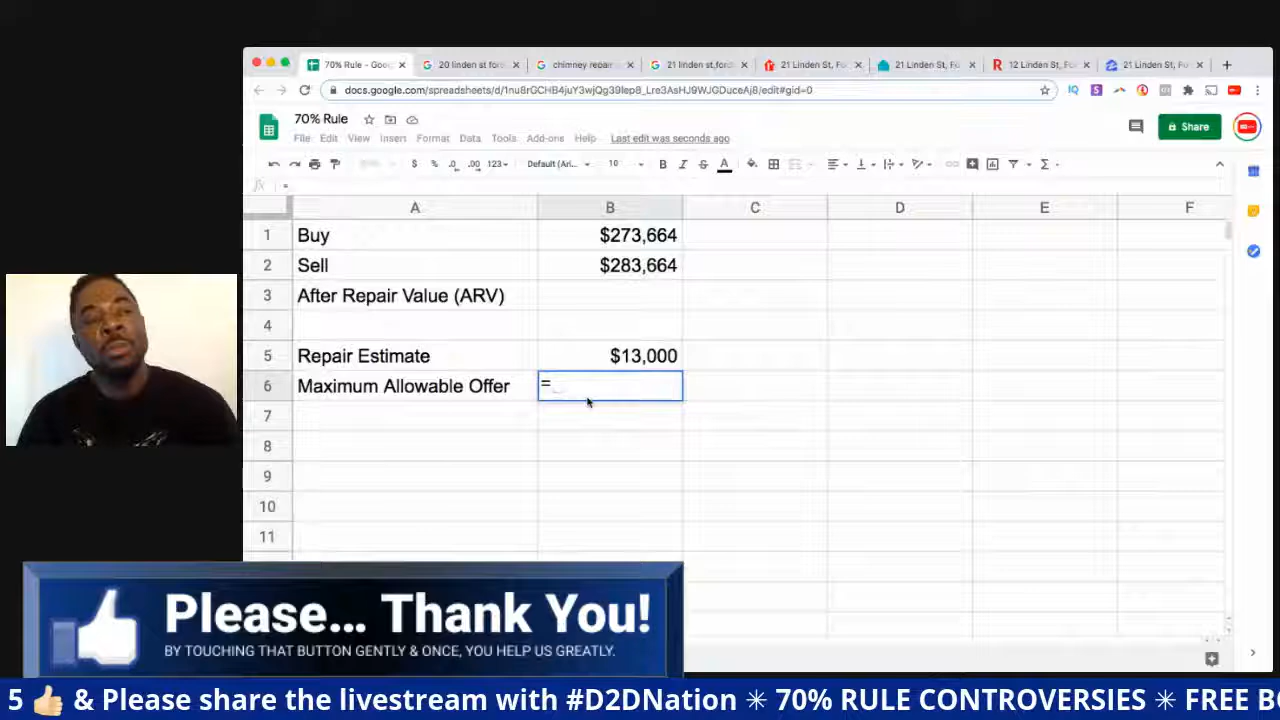 70% Rule - Goog
20 linden st ford
chimney repair
21 linden st,ford
21 Linden St, Fo
21 Linden St, Fo
12 Linden St, Fo
21 Linden St, Fo
docs.google.com/spreadsheets/d/1nu8rGCHB4juY3wjQg39lep8_Lre3AsHJ9WJGDuceAj8/edit#gid=0
70% Rule
Share
File Edit View Insert Format Data Tools Add-ons Help Last edit was seconds ago
$ % .0 .00 123 Default (Ari... 10 B I S A
fx =
A B C D E F
1 Buy $273,664
2 Sell $283,664
3 After Repair Value (ARV)
4
5 Repair Estimate $13,000
6 Maximum Allowable Offer =
7
8
9
10
11
Please... Thank You!
BY TOUCHING THAT BUTTON GENTLY & ONCE, YOU HELP US GREATLY.
5 👍🏼 & Please share the livestream with #D2DNation ✳ 70% RULE CONTROVERSIES ✳ FREE B